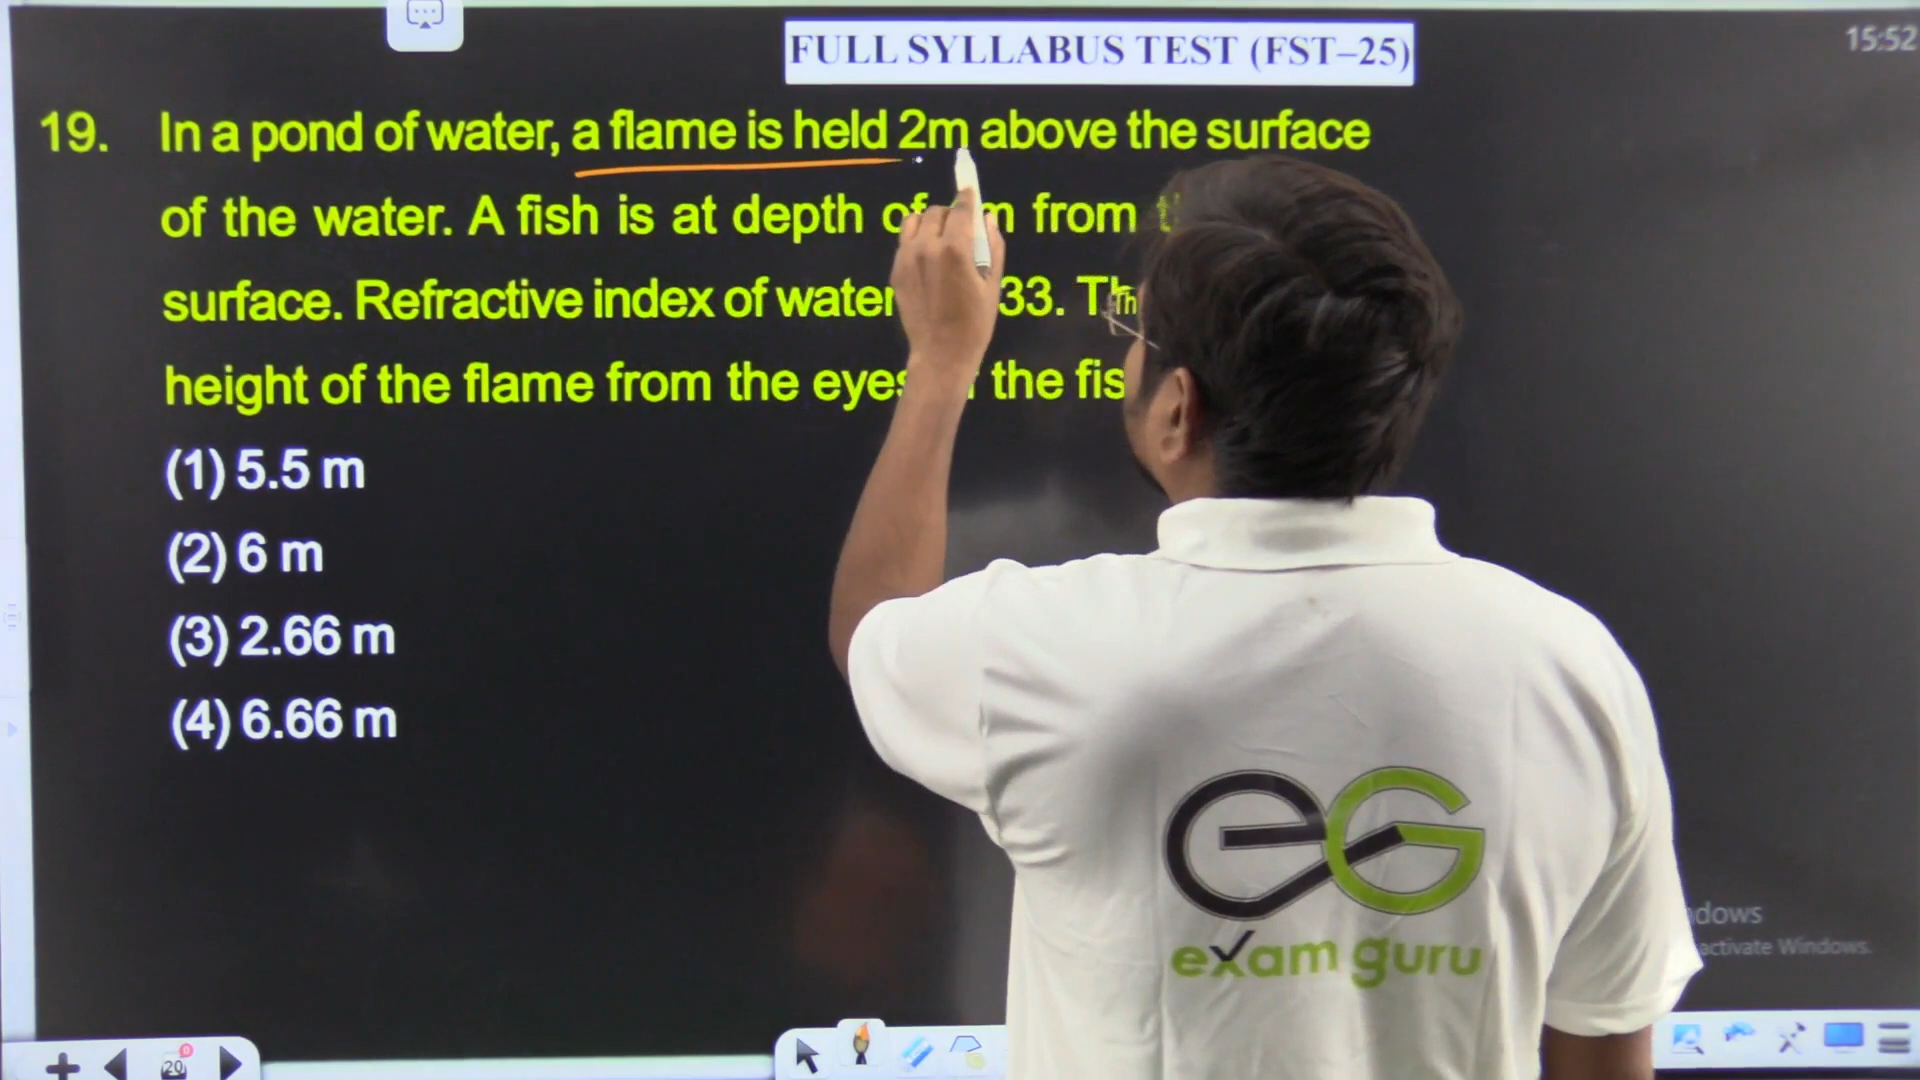 FULL SYLLABUS TEST (FST–25)
15:52
19. In a pond of water, a flame is held 2m above the surface
of the water. A fish is at depth of m from
surface. Refractive index of water 33. Th
height of the flame from the eyes the fis
(1) 5.5 m
(2) 6 m
(3) 2.66 m
(4) 6.66 m
exam guru
dows
activate Windows.
20